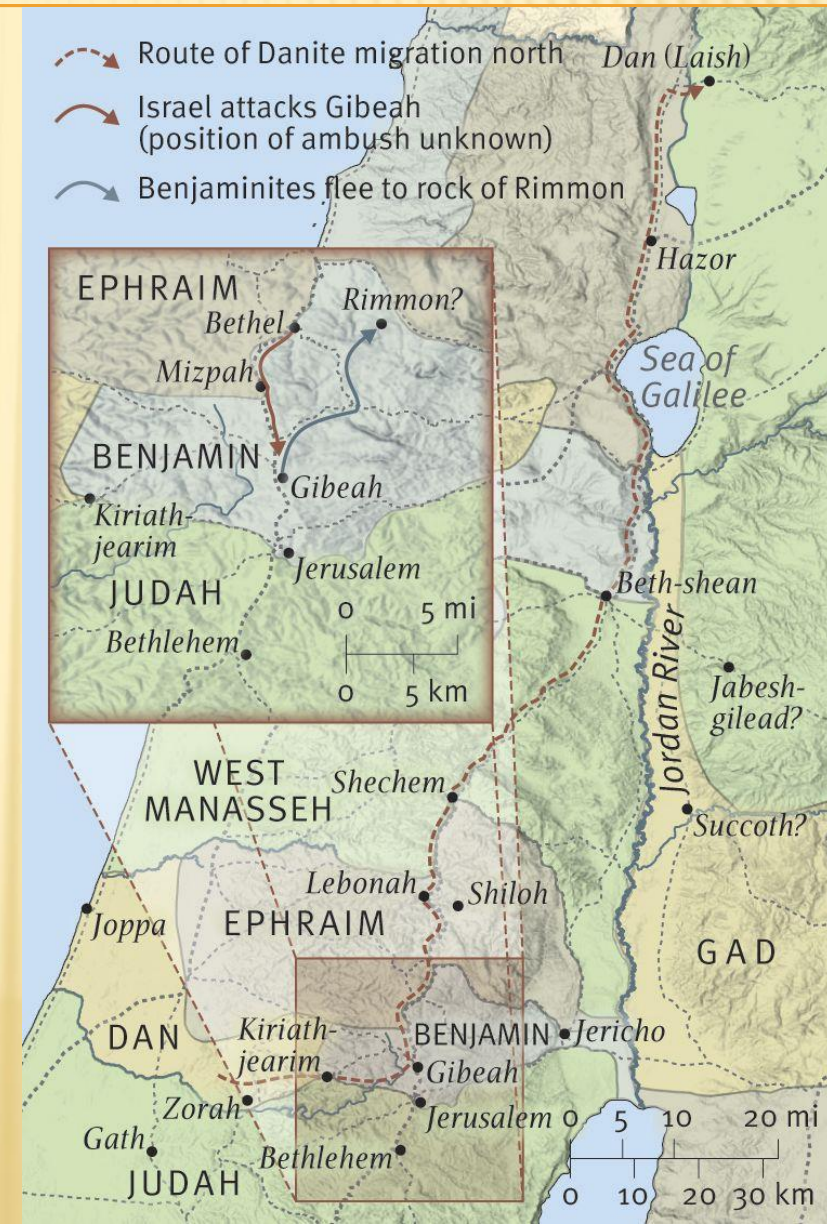 Route of Danite migration north
Israel attacks Gibeah
(position of ambush unknown)
Benjaminites flee to rock of Rimmon
Dan (Laish)
Hazor
Sea of
Galilee
EPHRAIM
Bethel
Rimmon?
Mizpah
BENJAMIN
Gibeah
Kiriath-
jearim
Jerusalem
JUDAH
Bethlehem
0 5 mi
0 5 km
Beth-shean
Jordan River
Jabesh-
gilead?
WEST
MANASSEH
Shechem
Succoth?
Lebonah
Shiloh
Joppa
EPHRAIM
GAD
DAN
Kiriath-
jearim
BENJAMIN
Jericho
Gibeah
Zorah
Jerusalem
Gath
Bethlehem
JUDAH
0 5 10 20 mi
0 10 20 30 km